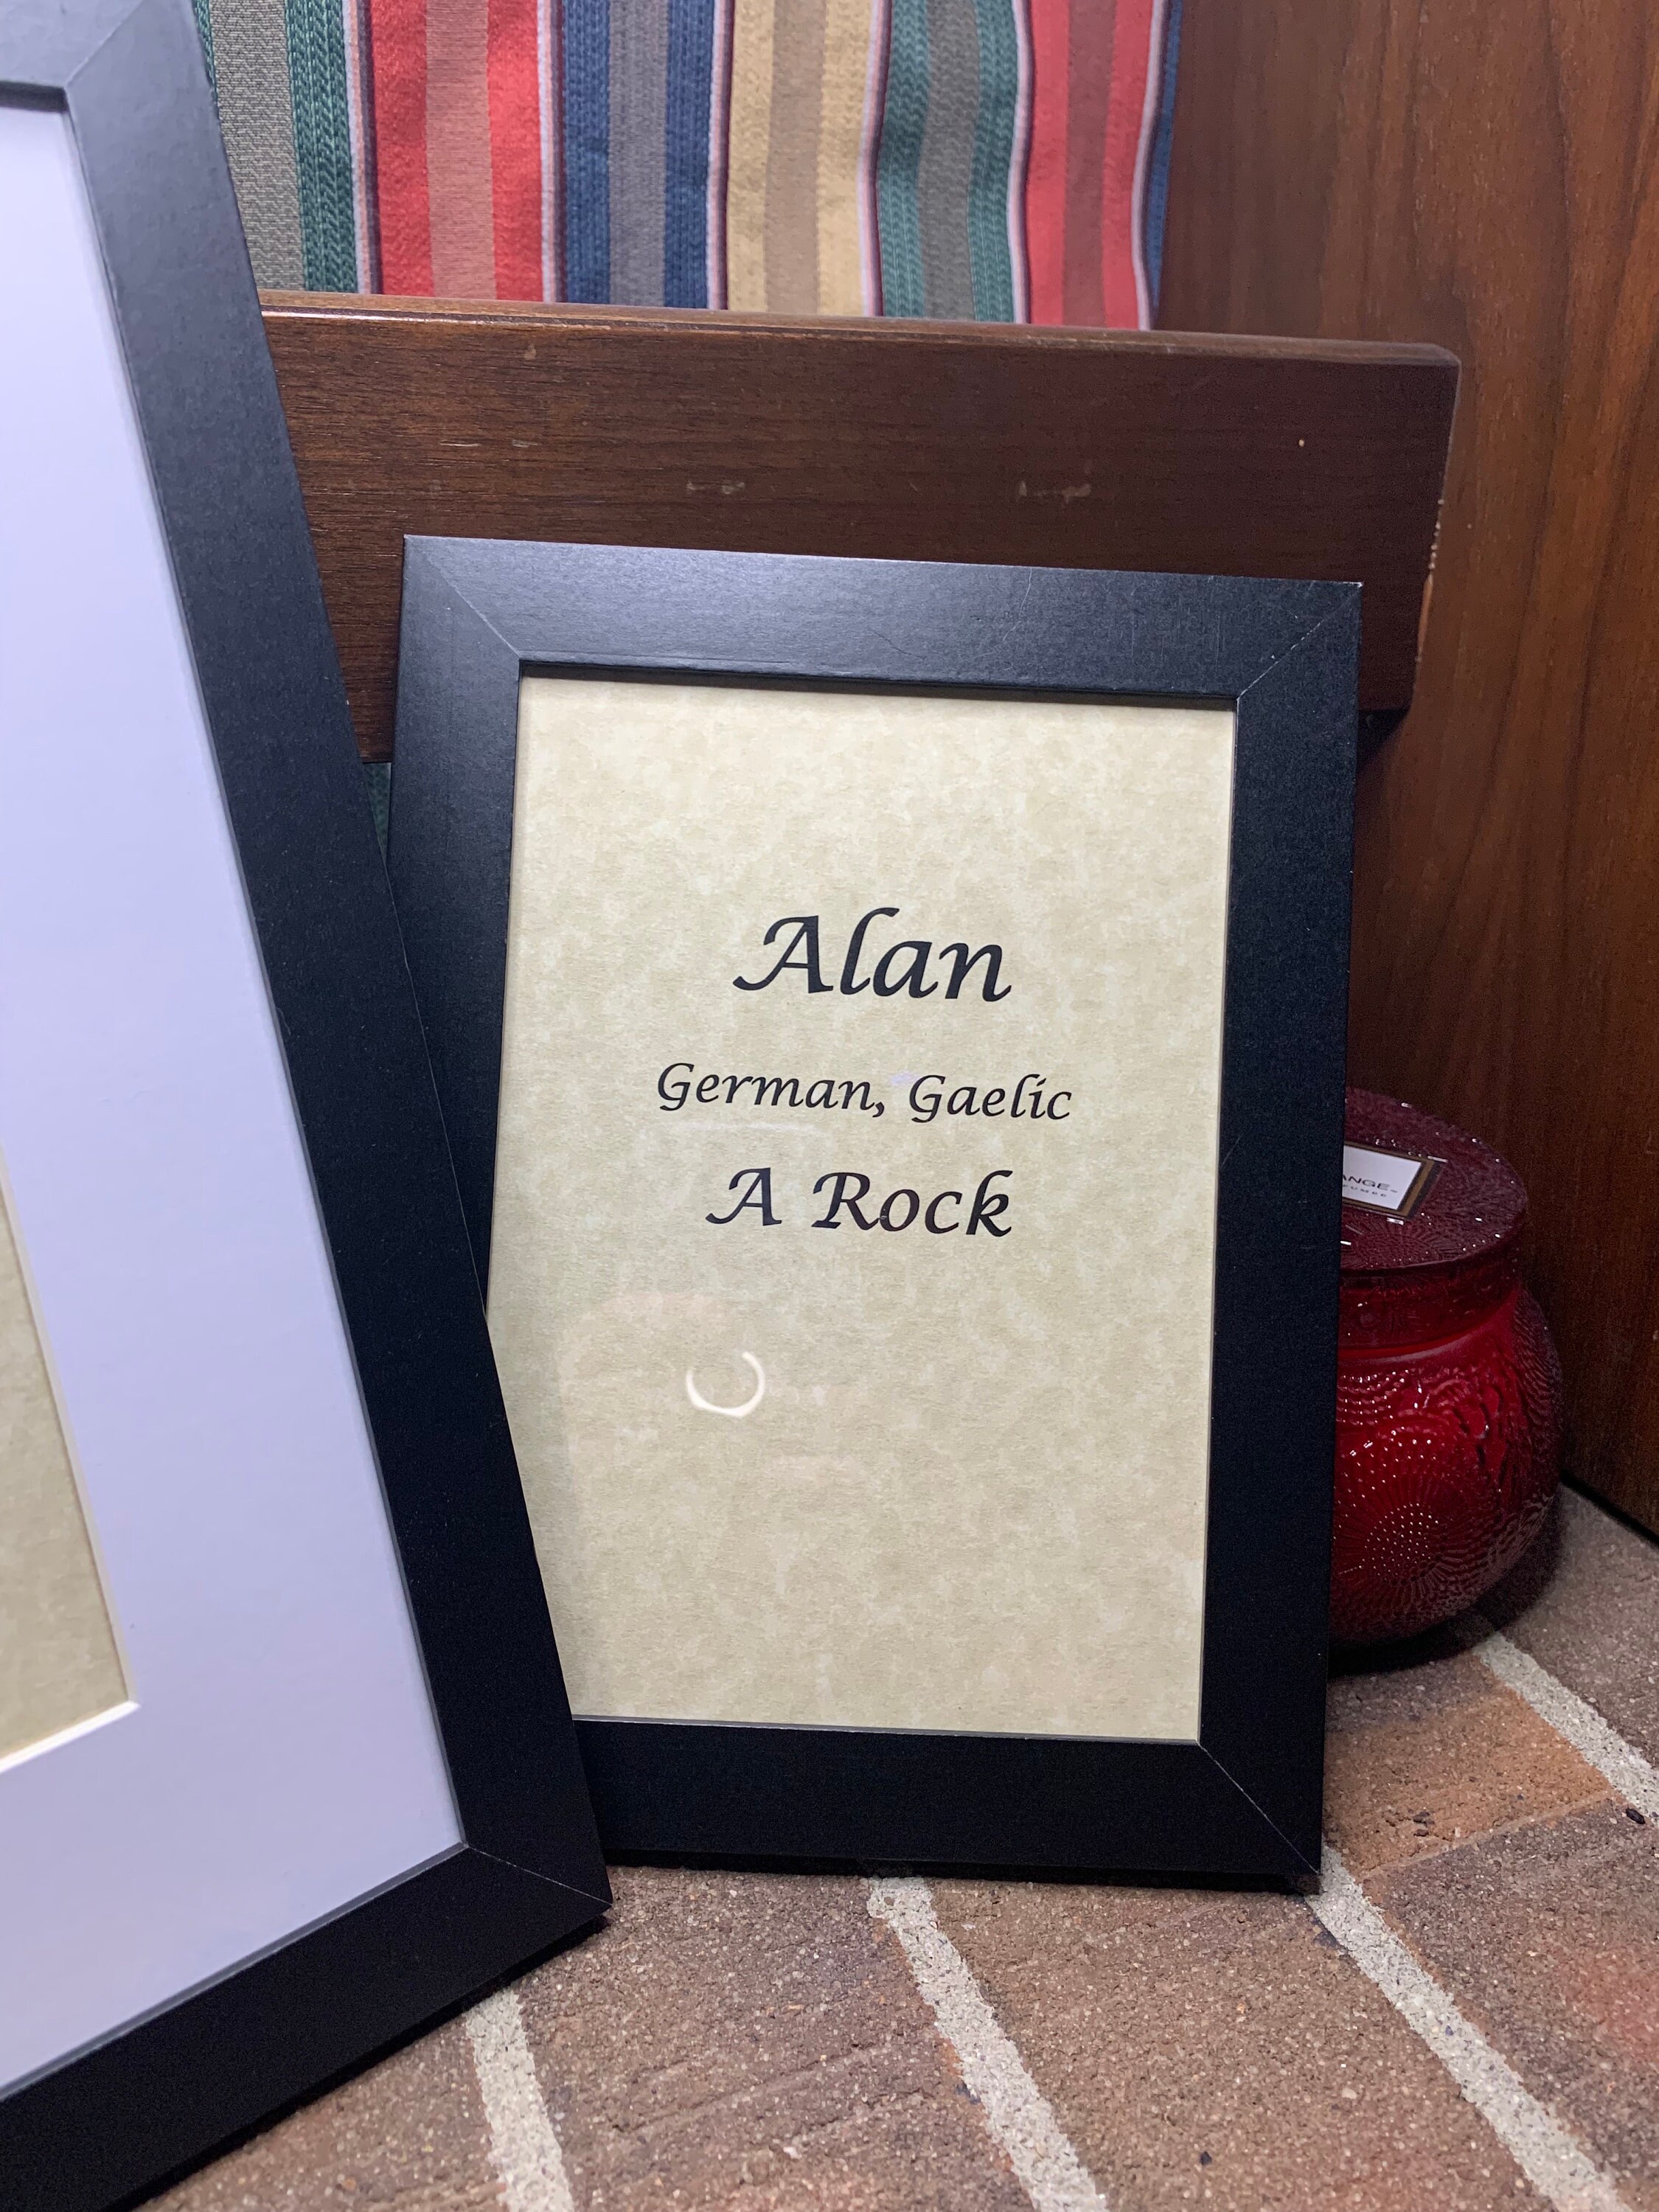 Alan
German, Gaelic
A Rock